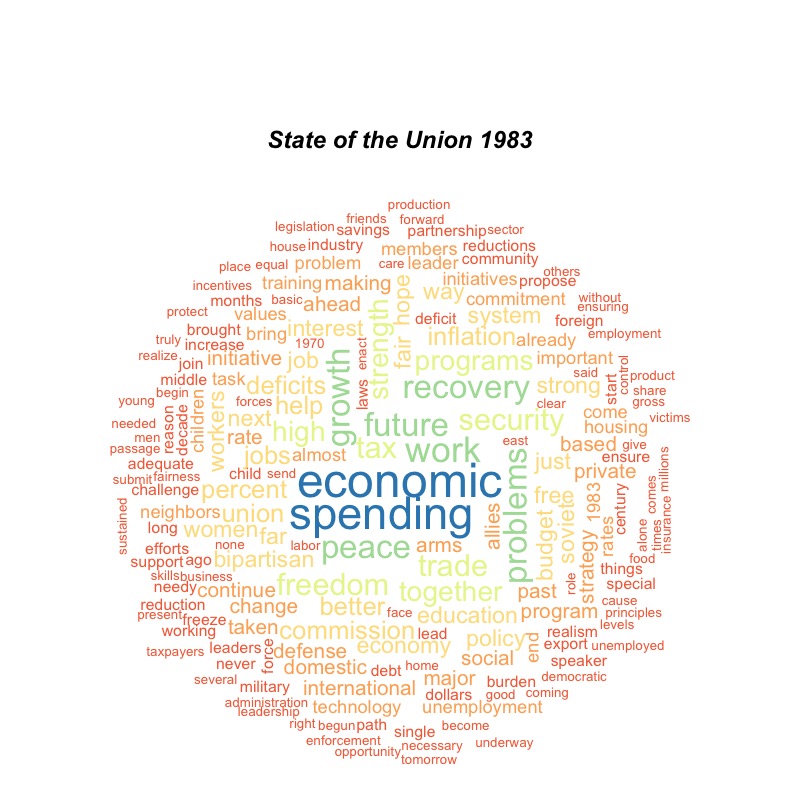 State of the Union 1983
production
friends forward
legislation savings partnership sector
house industry members reductions
place equal problem care leader community
others
incentives training making hope way initiatives propose
months basic ahead commitment without
ensuring
protect values strength fair deficit system foreign
brought bring interest inflation already employment
truly increase 1970 enact
realize initiative job growth programs important
join said control
middle task deficits laws recovery strong start product
begin share
young children workers forces help clear gross
needed reason decade next future security come victims
men rate high tax work east housing
passage almost based give
adequate jobs problems just ensure
submit fairness child send private
challenge percent economic free 1983 century comes millions
sustained neighbors union spending allies budget soviet
long women far rates
efforts none labor peace arms alone times insurance
support ago bipartisan trade food
skills business things
needy continue freedom together past role strategy special
reduction change better face program cause
present freeze education principles
working taken commission lead levels
realism
taxpayers leaders force defense economy policy end export unemployed
never domestic debt home social speaker
several military international major burden democratic
administration dollars good coming
leadership technology unemployment
right begun path single become
enforcement necessary underway
opportunity
tomorrow